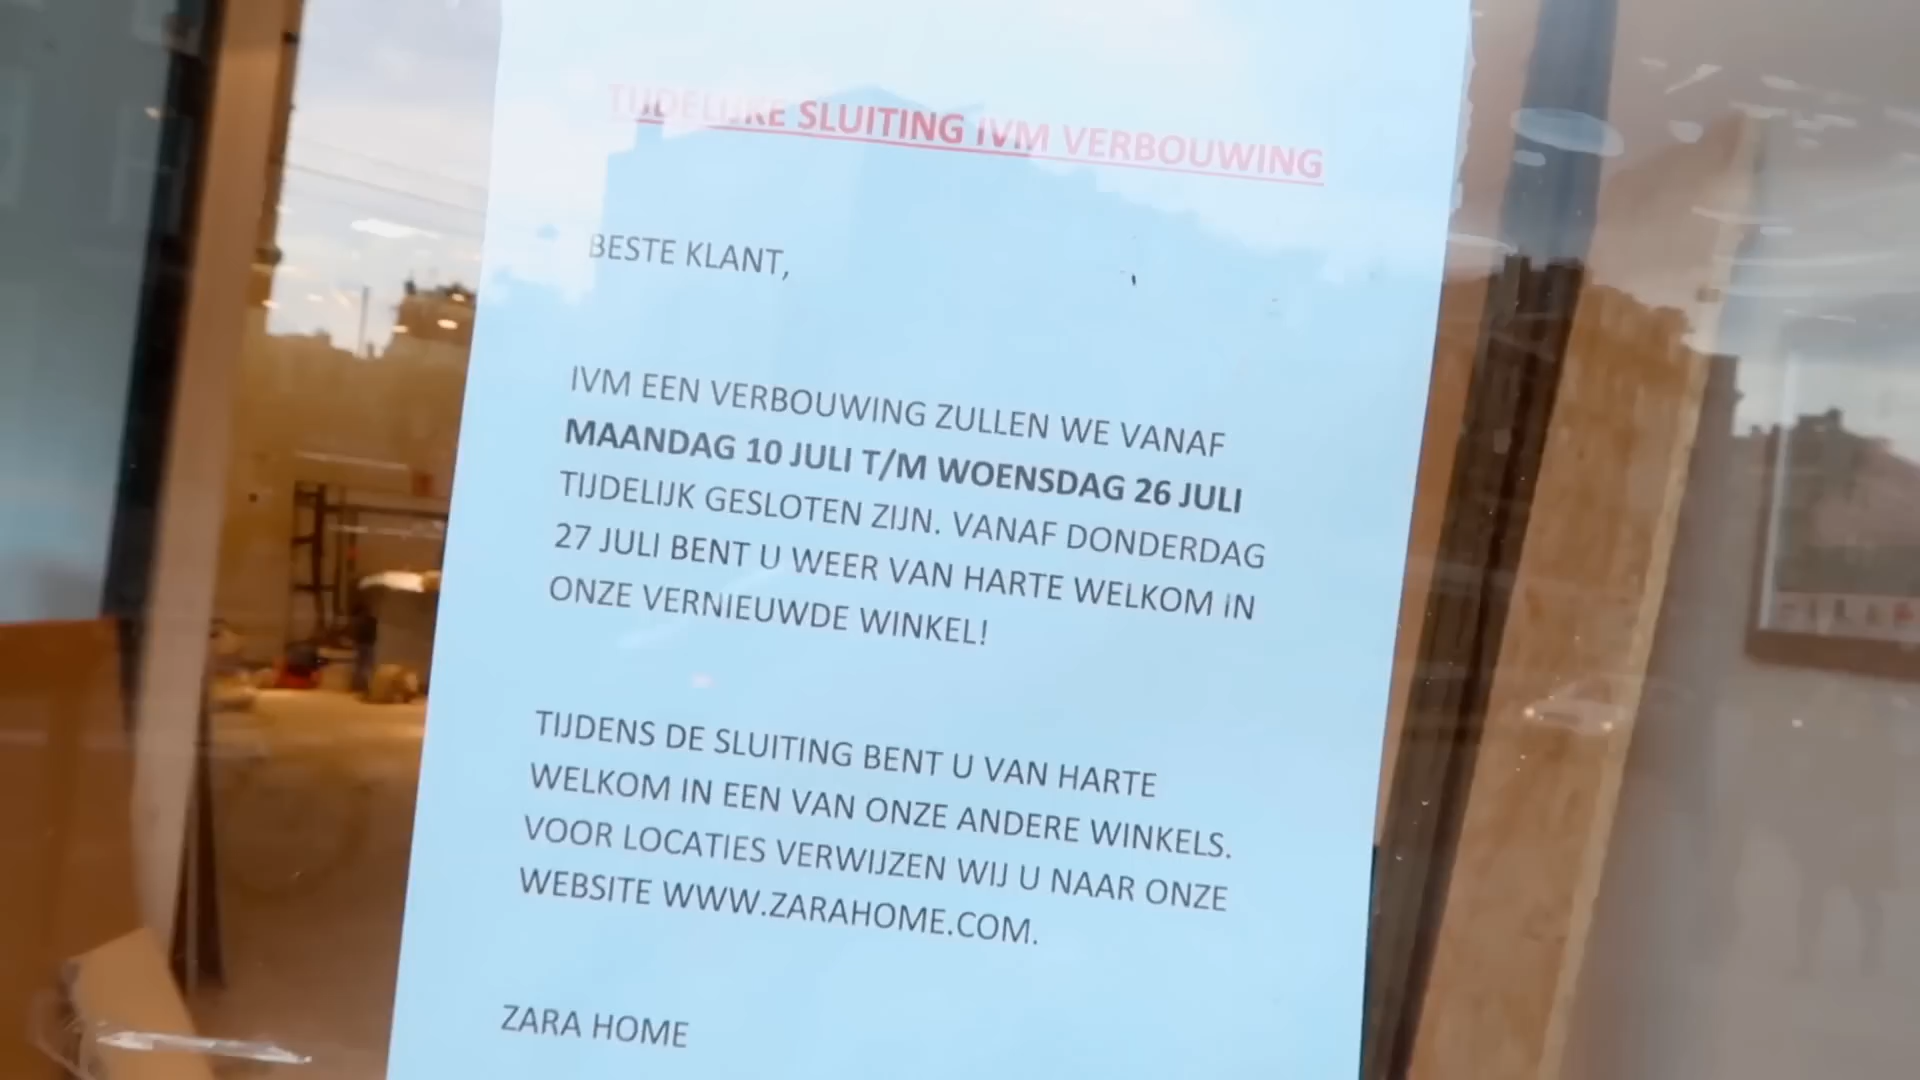 TIJDELIJKE SLUITING IVM VERBOUWING
BESTE KLANT,
IVM EEN VERBOUWING ZULLEN WE VANAF
MAANDAG 10 JULI T/M WOENSDAG 26 JULI
TIJDELIJK GESLOTEN ZIJN. VANAF DONDERDAG
27 JULI BENT U WEER VAN HARTE WELKOM IN
ONZE VERNIEUWDE WINKEL!
TIJDENS DE SLUITING BENT U VAN HARTE
WELKOM IN EEN VAN ONZE ANDERE WINKELS.
VOOR LOCATIES VERWIJZEN WIJ U NAAR ONZE
WEBSITE WWW.ZARAHOME.COM.
ZARA HOME